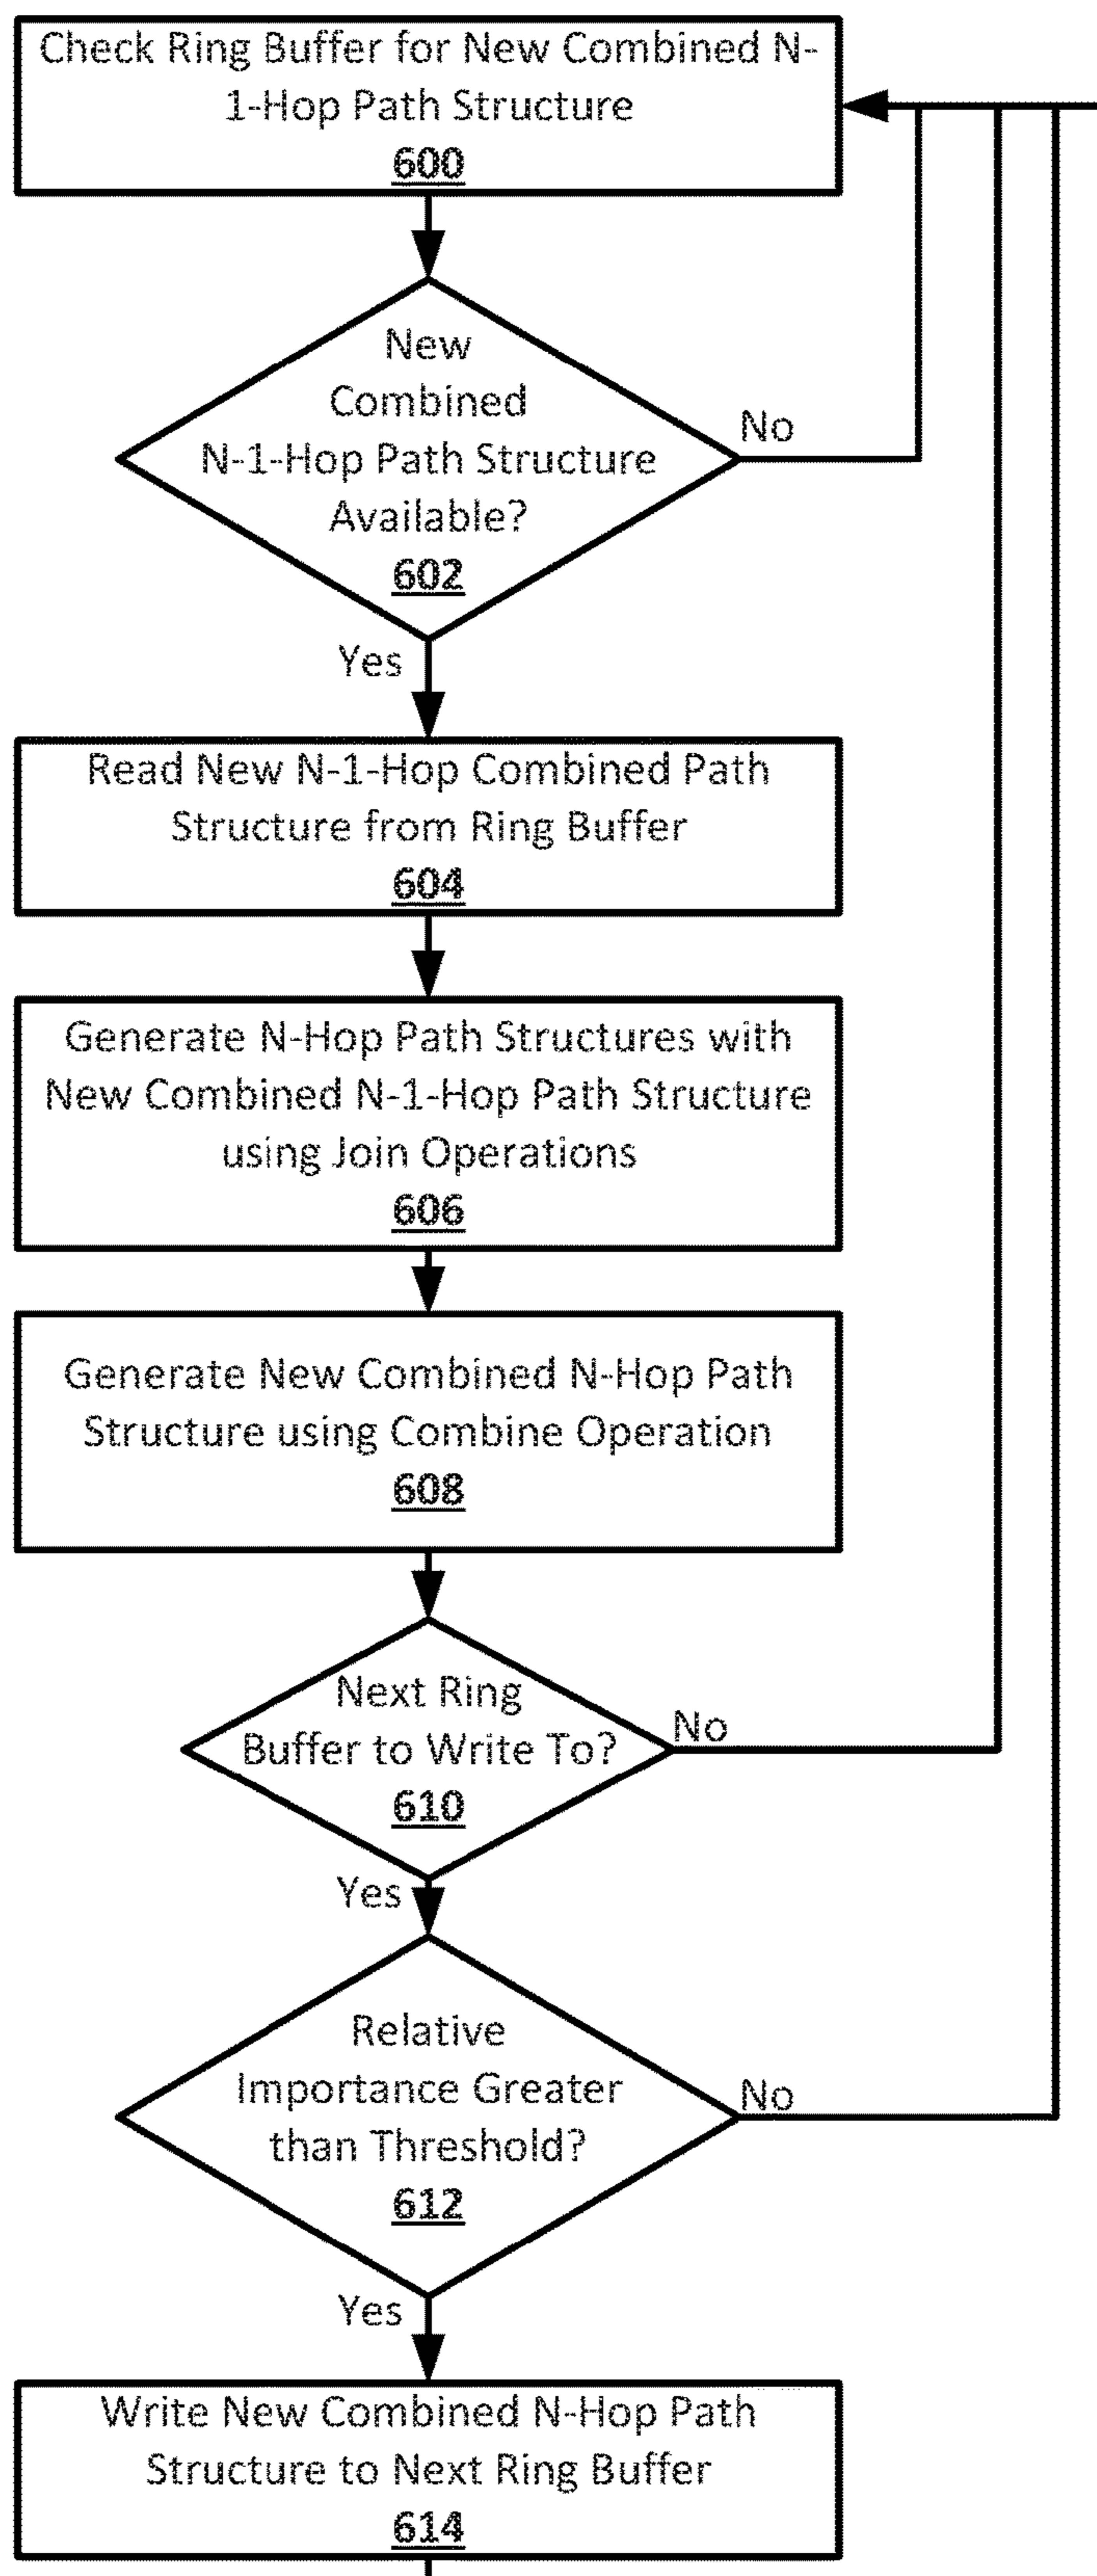 Check Ring Buffer for New Combined N-
1-Hop Path Structure
600
New
Combined
N-1-Hop Path Structure
Available?
602
No
Yes
Read New N-1-Hop Combined Path
Structure from Ring Buffer
604
Generate N-Hop Path Structures with
New Combined N-1-Hop Path Structure
using Join Operations
606
Generate New Combined N-Hop Path
Structure using Combine Operation
608
Next Ring
Buffer to Write To?
610
No
Yes
Relative
Importance Greater
than Threshold?
612
No
Yes
Write New Combined N-Hop Path
Structure to Next Ring Buffer
614